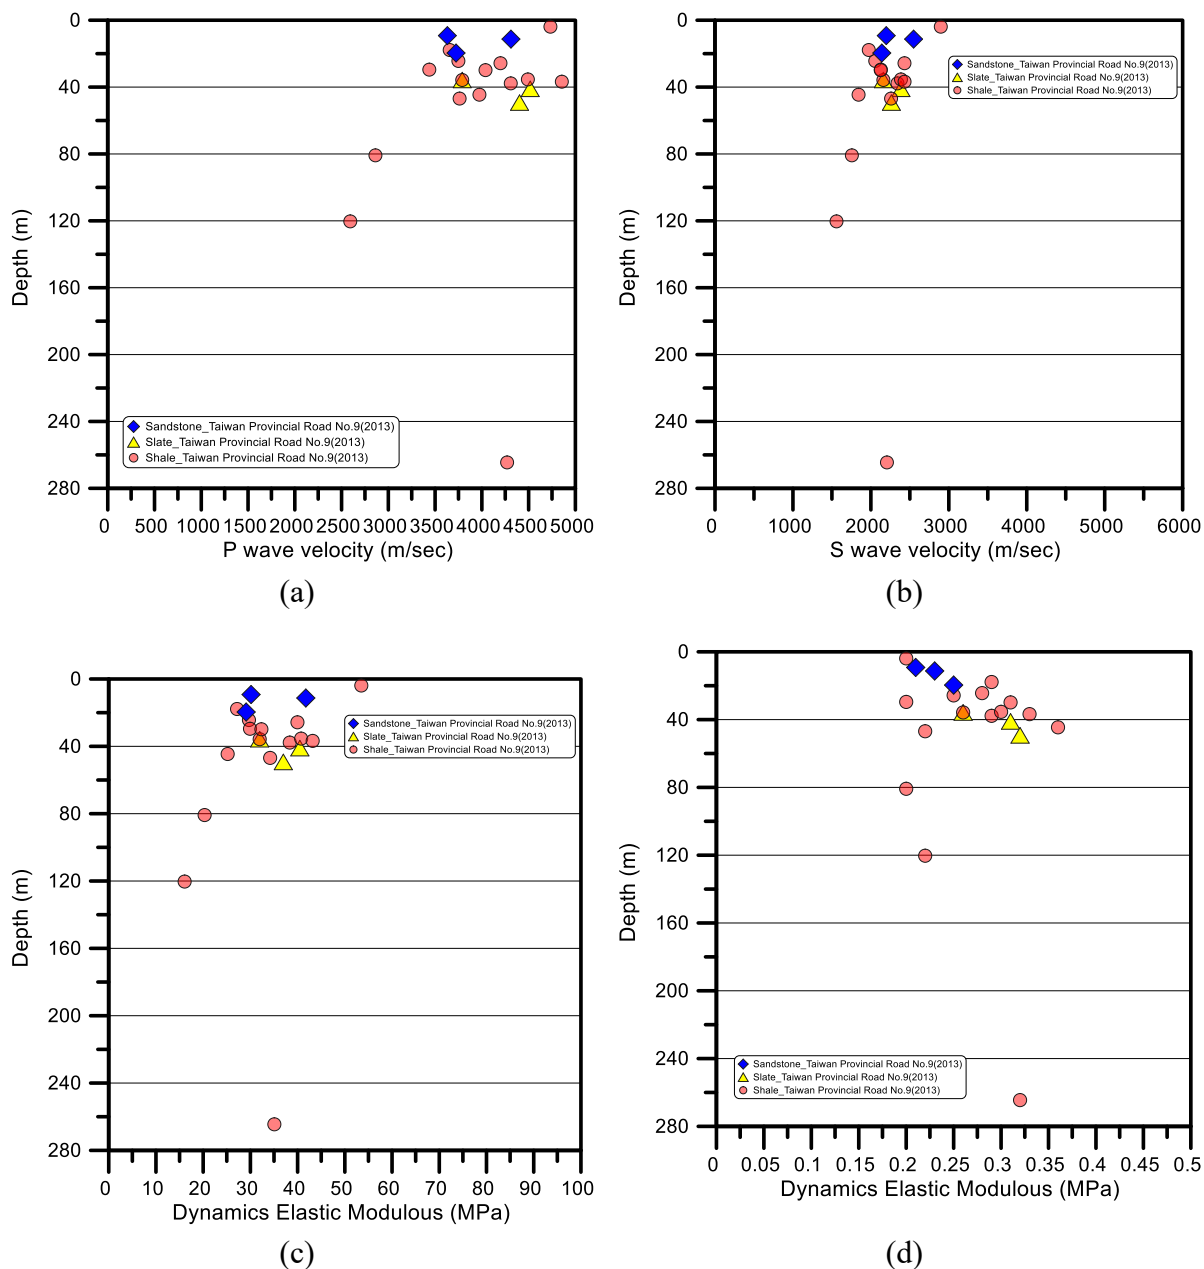 0
40
80
120
160
200
240
280
Depth (m)
Sandstone_Taiwan Provincial Road No.9(2013)
Slate_Taiwan Provincial Road No.9(2013)
Shale_Taiwan Provincial Road No.9(2013)
0 500 1000 1500 2000 2500 3000 3500 4000 4500 5000
P wave velocity (m/sec)
(a)
0
40
80
120
160
200
240
280
Depth (m)
Sandstone_Taiwan Provincial Road No.9(2013)
Slate_Taiwan Provincial Road No.9(2013)
Shale_Taiwan Provincial Road No.9(2013)
0 1000 2000 3000 4000 5000 6000
S wave velocity (m/sec)
(b)
0
40
80
120
160
200
240
280
Depth (m)
Sandstone_Taiwan Provincial Road No.9(2013)
Slate_Taiwan Provincial Road No.9(2013)
Shale_Taiwan Provincial Road No.9(2013)
0 10 20 30 40 50 60 70 80 90 100
Dynamics Elastic Modulous (MPa)
(c)
0
40
80
120
160
200
240
280
Depth (m)
Sandstone_Taiwan Provincial Road No.9(2013)
Slate_Taiwan Provincial Road No.9(2013)
Shale_Taiwan Provincial Road No.9(2013)
0 0.05 0.1 0.15 0.2 0.25 0.3 0.35 0.4 0.45 0.5
Dynamics Elastic Modulous (MPa)
(d)